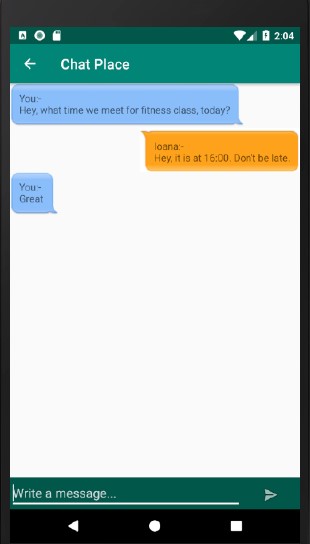 2:04
Chat Place
You:-
Hey, what time we meet for fitness class, today?
Ioana:-
Hey, it is at 16:00. Don't be late.
You:-
Great
Write a message...